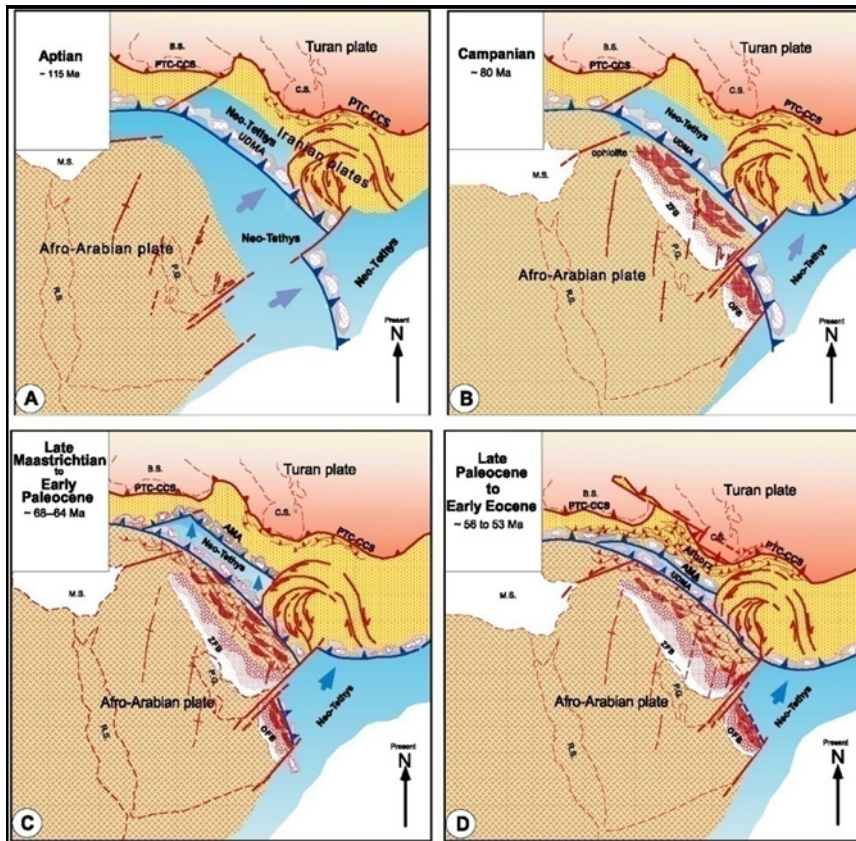 Aptian
~ 115 Ma
B.S.
Turan plate
PTC-CCS
C.S.
PTC-CCS
Neo-Tethys
UDMA
Iranian plates
M.S.
Neo-Tethys
Neo-Tethys
Afro-Arabian plate
P.G.
R.S.
Present
N
A
Campanian
~ 80 Ma
B.S.
Turan plate
PTC-CCS
C.S.
PTC-CCS
Neo-Tethys
UDMA
ophiolite
M.S.
ZFB
Afro-Arabian plate
P.G.
Neo-Tethys
OFB
R.S.
Present
N
B
Late
Maastrichtian
to
Early
Paleocene
~ 68–64 Ma
B.S.
Turan plate
PTC-CCS
C.S.
PTC-CCS
AMA
Neo-Tethys
M.S.
ZFB
P.G.
Afro-Arabian plate
Neo-Tethys
OFB
R.S.
Present
N
C
Late
Paleocene
to
Early Eocene
~ 56 to 53 Ma
B.S.
Turan plate
PTC-CCS
C.S.
PTC-CCS
AMA
UDMA
M.S.
ZFB
P.G.
Afro-Arabian plate
Neo-Tethys
OFB
R.S.
Present
N
D